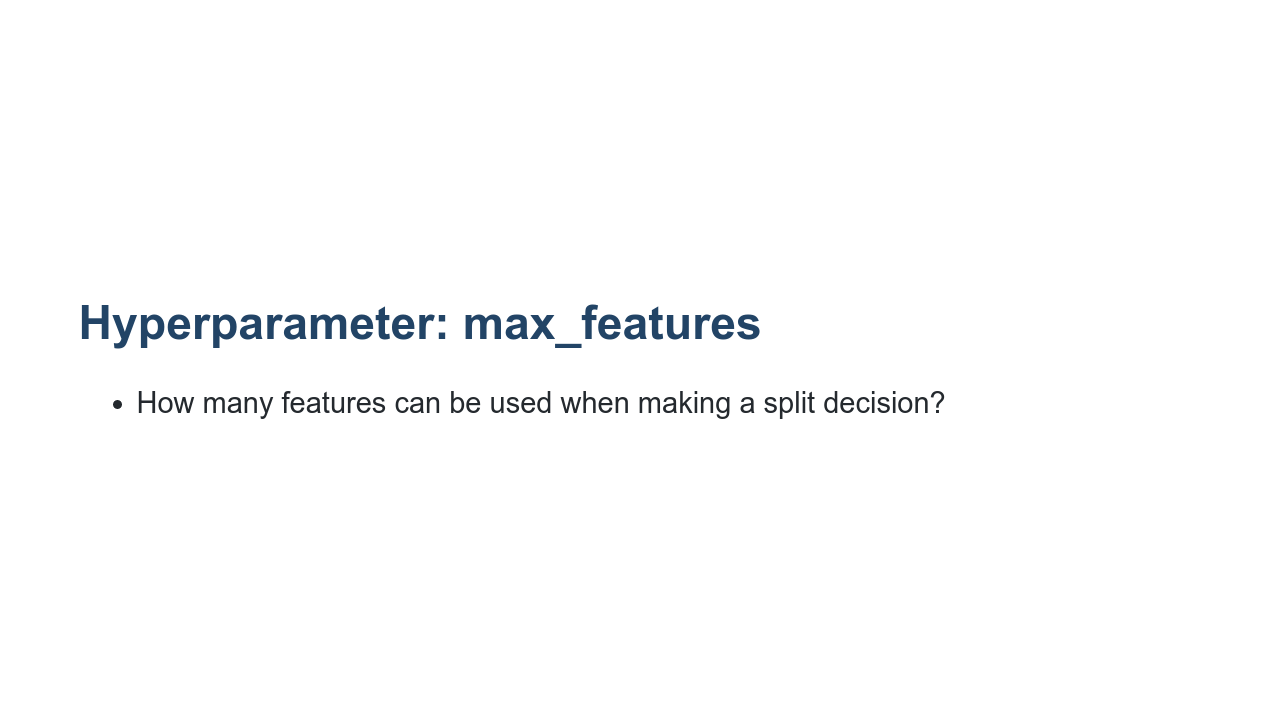 Hyperparameter: max_features
• How many features can be used when making a split decision?